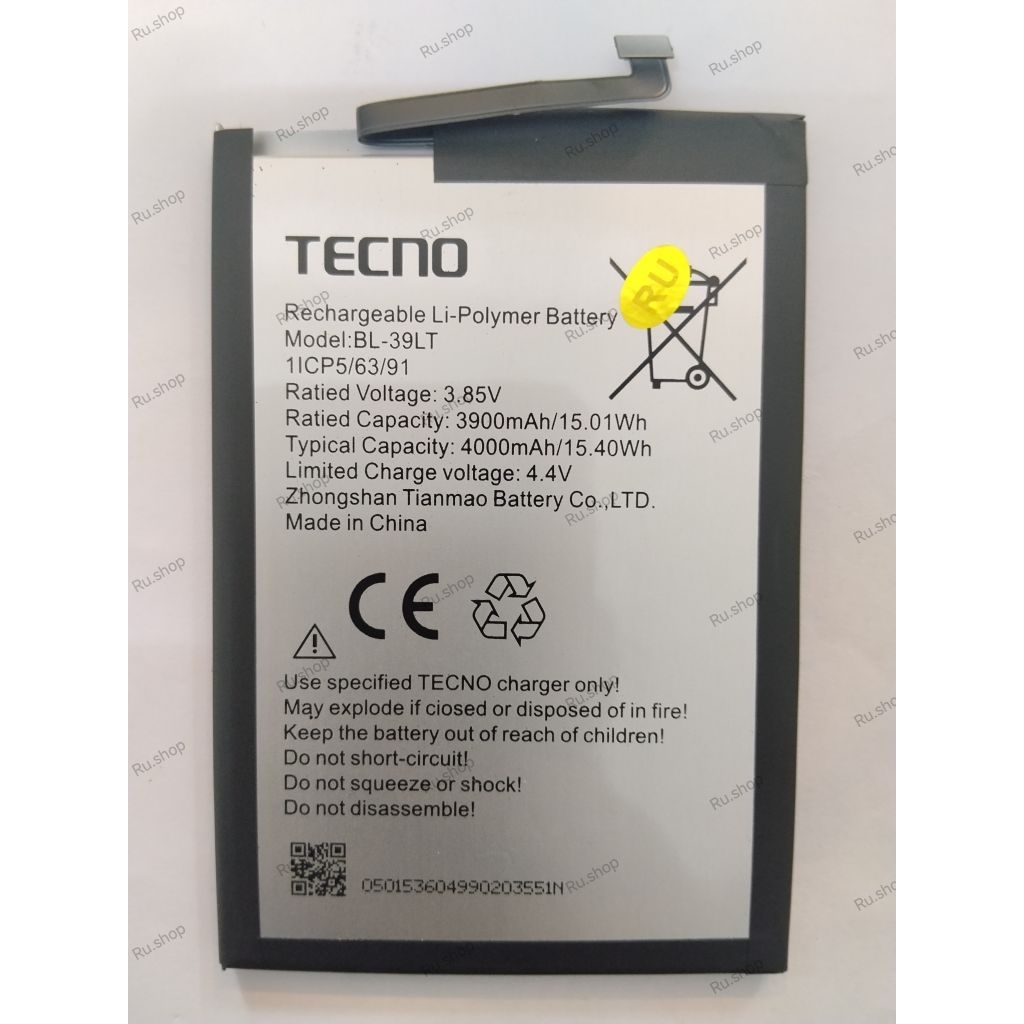 TECNO
RU
Rechargeable Li-Polymer Battery
Model:BL-39LT
1ICP5/63/91
Ratied Voltage: 3.85V
Ratied Capacity: 3900mAh/15.01Wh
Typical Capacity: 4000mAh/15.40Wh
Limited Charge voltage: 4.4V
Zhongshan Tianmao Battery Co.,LTD.
Made in China
CE
Use specified TECNO charger only!
May explode if ciosed or disposed of in fire!
Keep the battery out of reach of children!
Do not short-circuit!
Do not squeeze or shock!
Do not disassemble!
050153604990203551N
Ru.shop